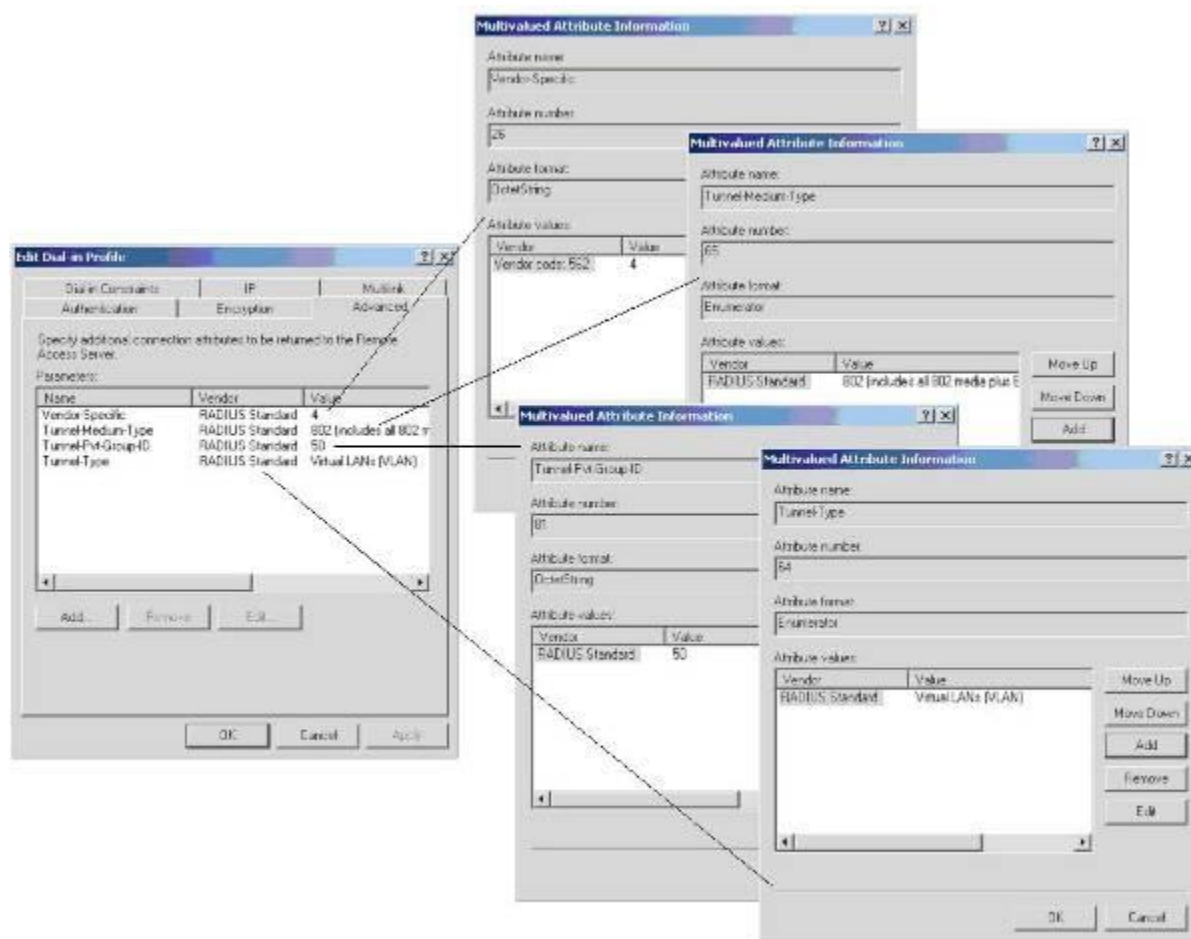 Edit Dial-in Profile
Dial-in Constraints
IP
Multilink
Authentication
Encryption
Advanced
Specify additional connection attributes to be returned to the Remote
Access Server.
Parameters:
Name Vendor Value
Vendor-Specific RADIUS Standard 4
Tunnel-Medium-Type RADIUS Standard 802 (includes all 802 m
Tunnel-Pvt-Group-ID RADIUS Standard 50
Tunnel-Type RADIUS Standard Virtual LANs (VLAN)
Add...
Remove
Edit...
OK
Cancel
Apply
Multivalued Attribute Information
Attribute name:
Vendor-Specific
Attribute number:
26
Attribute format:
OctetString
Attribute values:
Vendor Value
Vendor code: 562 4
Multivalued Attribute Information
Attribute name:
Tunnel-Medium-Type
Attribute number:
65
Attribute format:
Enumerator
Attribute values:
Vendor Value
RADIUS Standard 802 (includes all 802 media plus E
Move Up
Move Down
Add
Multivalued Attribute Information
Attribute name:
Tunnel-Pvt-Group-ID
Attribute number:
81
Attribute format:
OctetString
Attribute values:
Vendor Value
RADIUS Standard 50
Multivalued Attribute Information
Attribute name:
Tunnel-Type
Attribute number:
64
Attribute format:
Enumerator
Attribute values:
Vendor Value
RADIUS Standard Virtual LANs (VLAN)
Move Up
Move Down
Add
Remove
Edit
OK
Cancel